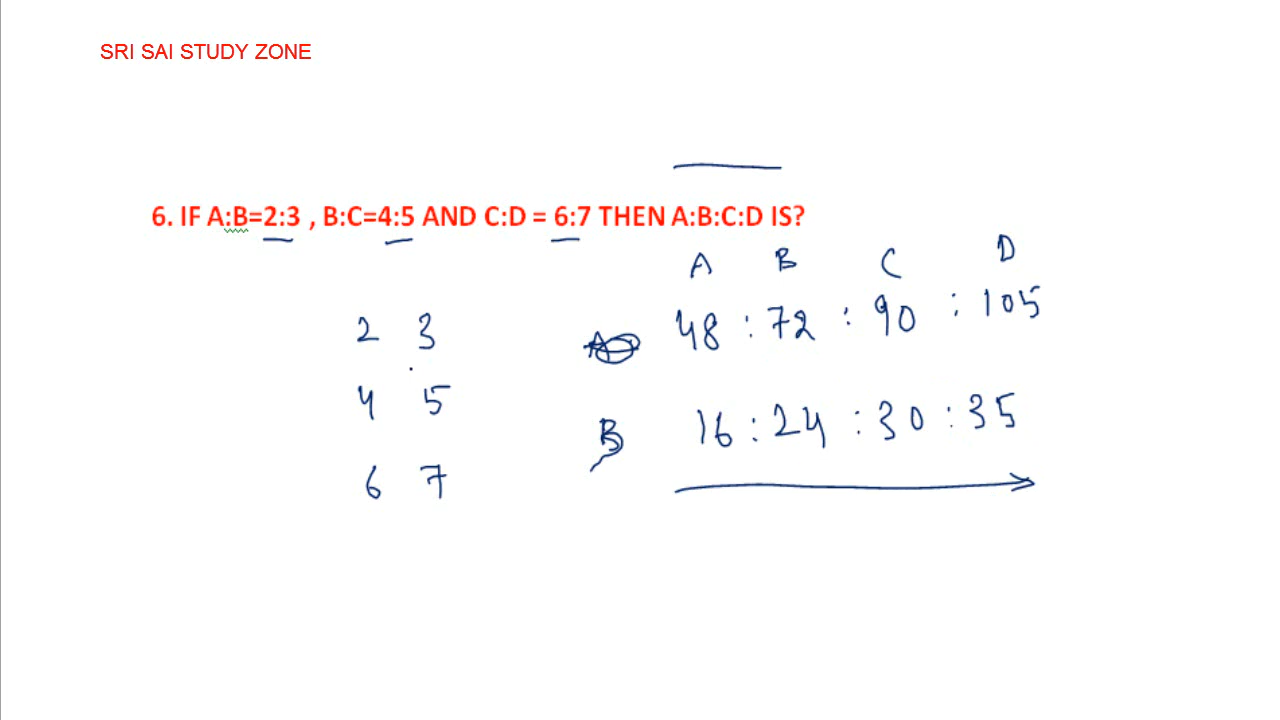 SRI SAI STUDY ZONE
6. IF A:B=2:3 , B:C=4:5 AND C:D = 6:7 THEN A:B:C:D IS?
A B C D
2 3
48 : 72 : 90 : 105
4 5
B 16 : 24 : 30 : 35
6 7